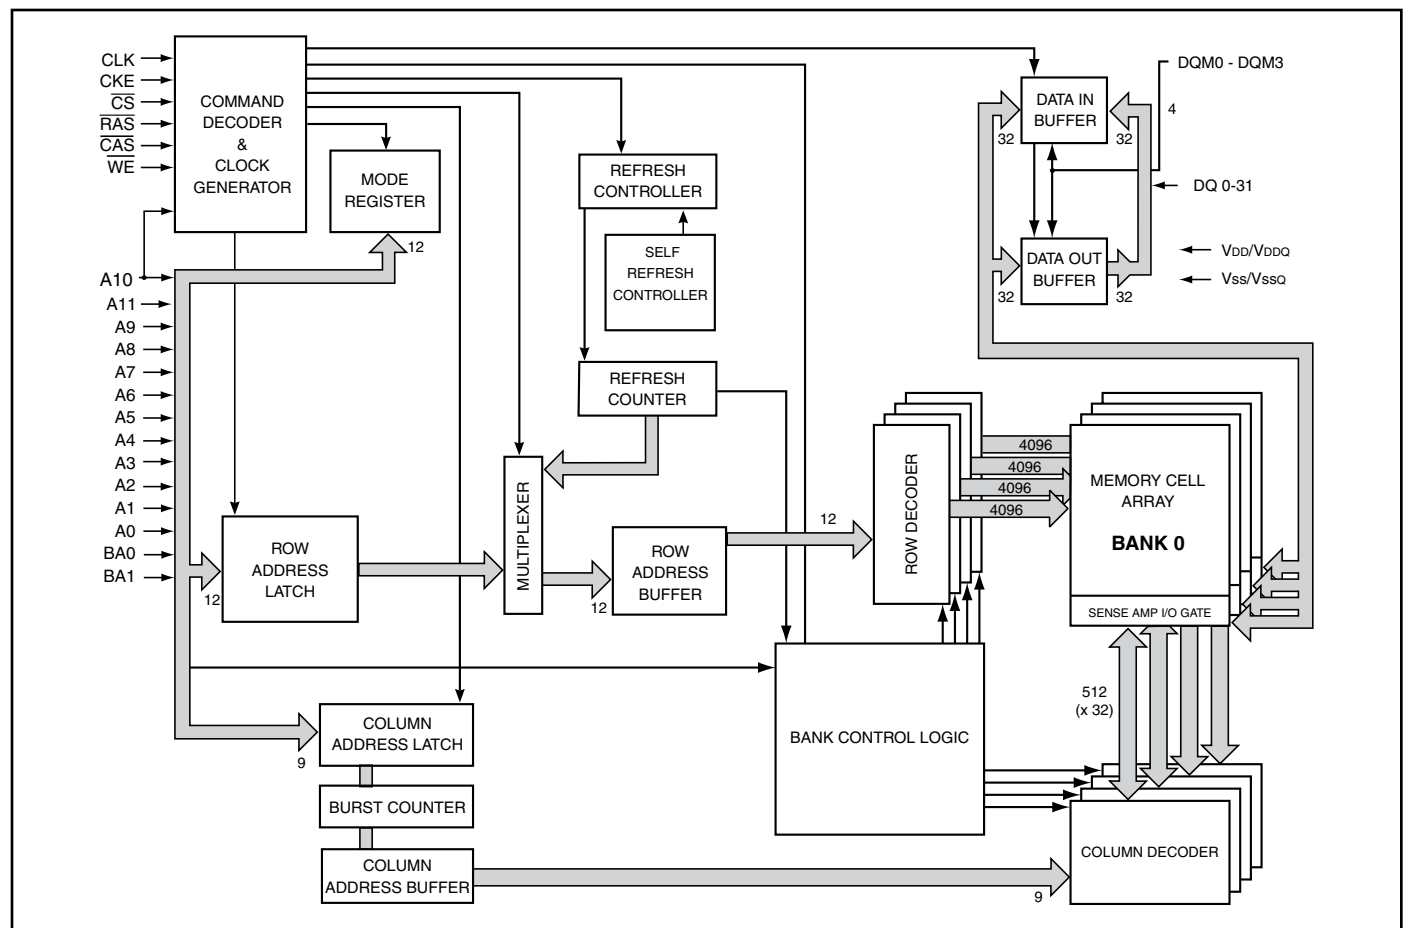 CLK
CKE
CS
RAS
CAS
WE
COMMAND
DECODER
&
CLOCK
GENERATOR
MODE
REGISTER
12
REFRESH
CONTROLLER
SELF
REFRESH
CONTROLLER
REFRESH
COUNTER
DATA IN
BUFFER
32
32
DQM0 - DQM3
4
DQ 0-31
DATA OUT
BUFFER
32
32
VDD/VDDQ
Vss/VssQ
A10
A11
A9
A8
A7
A6
A5
A4
A3
A2
A1
A0
BA0
BA1
12
ROW
ADDRESS
LATCH
MULTIPLEXER
12
ROW
ADDRESS
BUFFER
12
ROW DECODER
4096
4096
4096
4096
MEMORY CELL
ARRAY
BANK 0
SENSE AMP I/O GATE
512
(x 32)
BANK CONTROL LOGIC
9
COLUMN
ADDRESS LATCH
BURST COUNTER
COLUMN
ADDRESS BUFFER
9
COLUMN DECODER